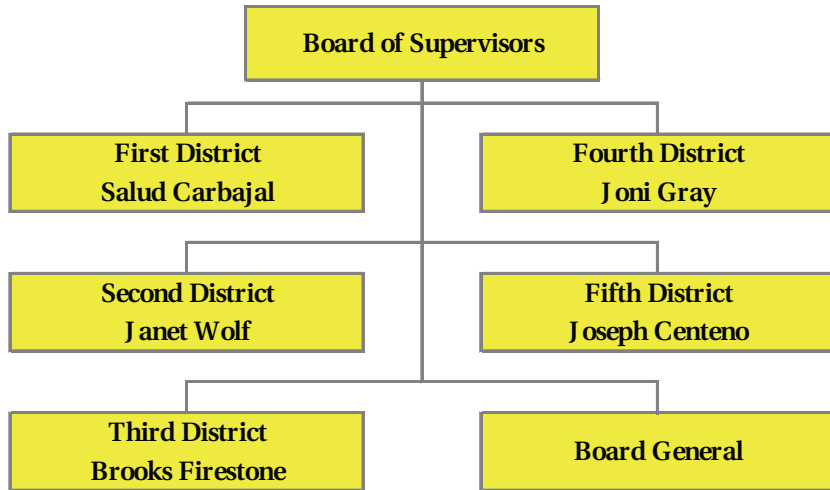 Board of Supervisors
First District
Salud Carbajal
Fourth District
Joni Gray
Second District
Janet Wolf
Fifth District
Joseph Centeno
Third District
Brooks Firestone
Board General